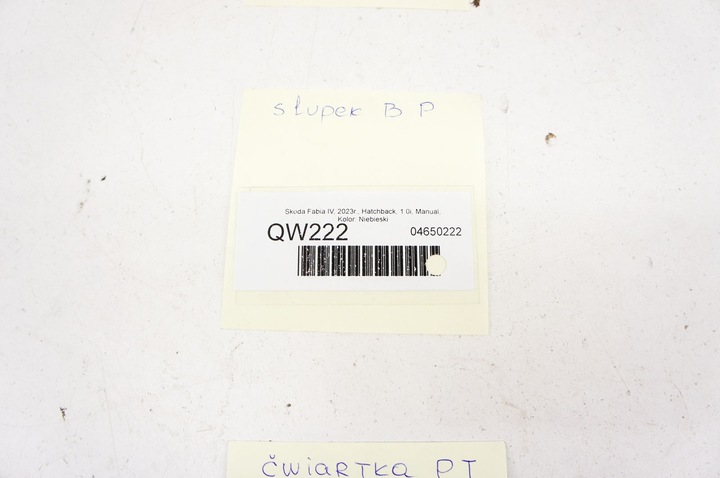 słupek B P
Skoda Fabia IV, 2023r., Hatchback, 1.0i, Manual,
Kolor: Niebieski
QW222 04650222
ćwiartka PT